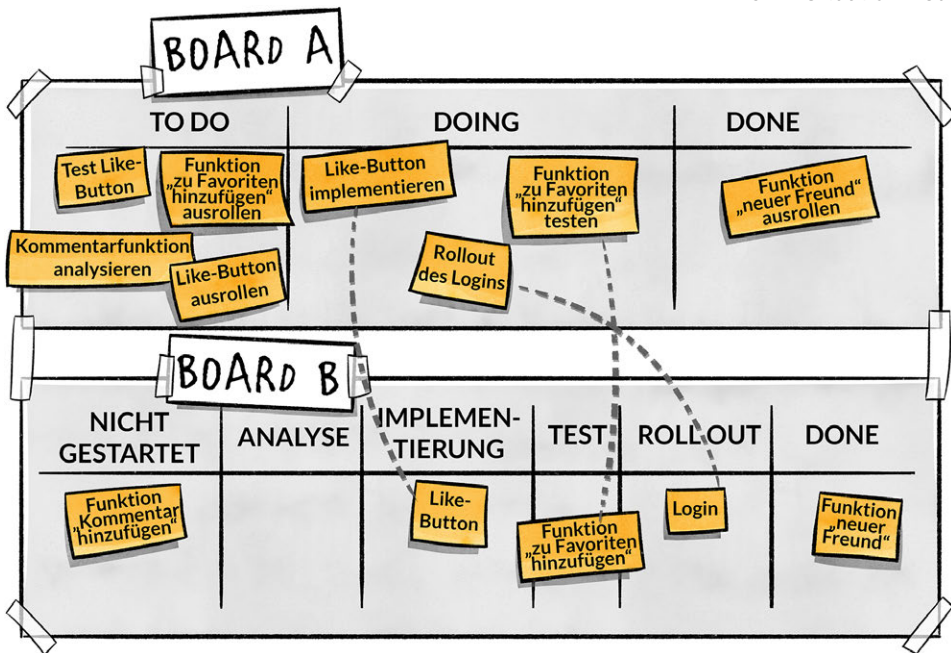 BOARD A
TO DO
DOING
DONE
Test Like-
Button
Funktion
„zu Favoriten
hinzufügen“
ausrollen
Kommentarfunktion
analysieren
Like-Button
ausrollen
Like-Button
implementieren
Funktion
„zu Favoriten
hinzufügen“
testen
Rollout
des Logins
Funktion
„neuer Freund“
ausrollen
BOARD B
NICHT
GESTARTET
ANALYSE
IMPLEMEN-
TIERUNG
TEST
ROLLOUT
DONE
Funktion
„Kommentar
hinzufügen“
Like-
Button
Funktion
„zu Favoriten
hinzufügen“
Login
Funktion
„neuer
Freund“